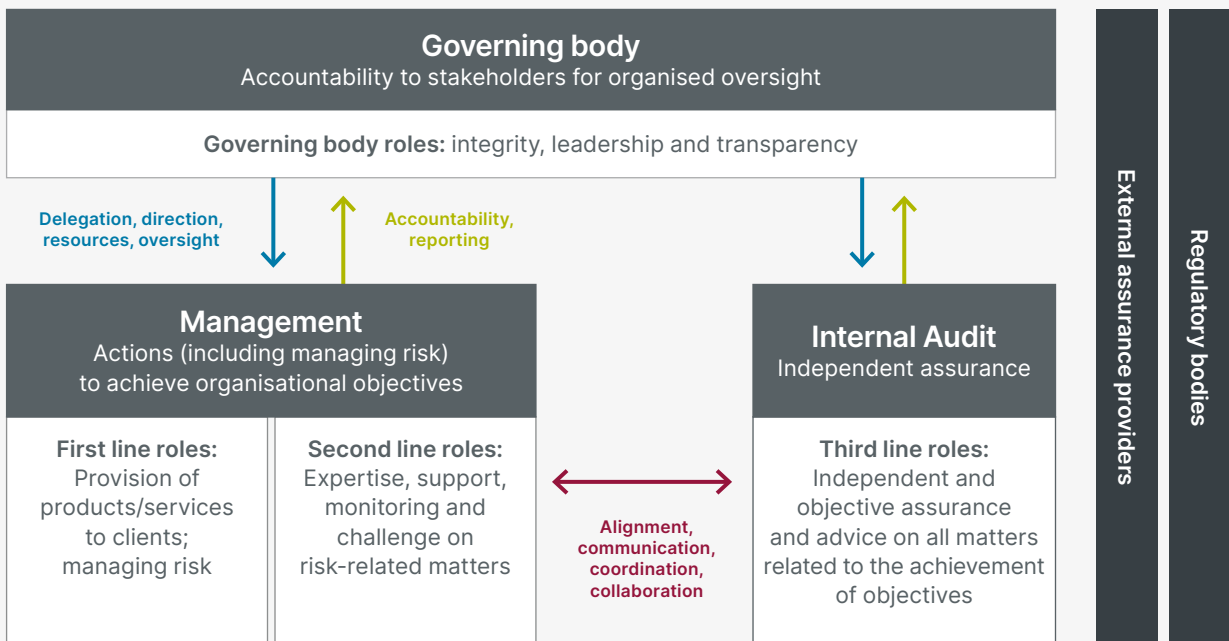 Governing body
Accountability to stakeholders for organised oversight
Governing body roles: integrity, leadership and transparency
Delegation, direction,
resources, oversight
Accountability,
reporting
Management
Actions (including managing risk)
to achieve organisational objectives
Internal Audit
Independent assurance
First line roles:
Provision of
products/services
to clients;
managing risk
Second line roles:
Expertise, support,
monitoring and
challenge on
risk-related matters
Alignment,
communication,
coordination,
collaboration
Third line roles:
Independent and
objective assurance
and advice on all matters
related to the achievement
of objectives
External assurance providers
Regulatory bodies